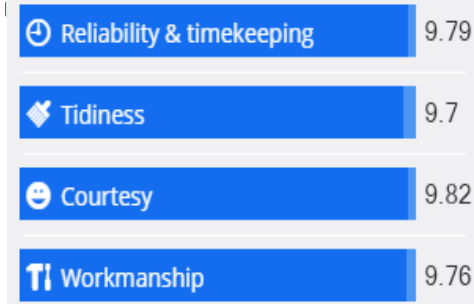 Reliability & timekeeping 9.79
Tidiness 9.7
Courtesy 9.82
Workmanship 9.76